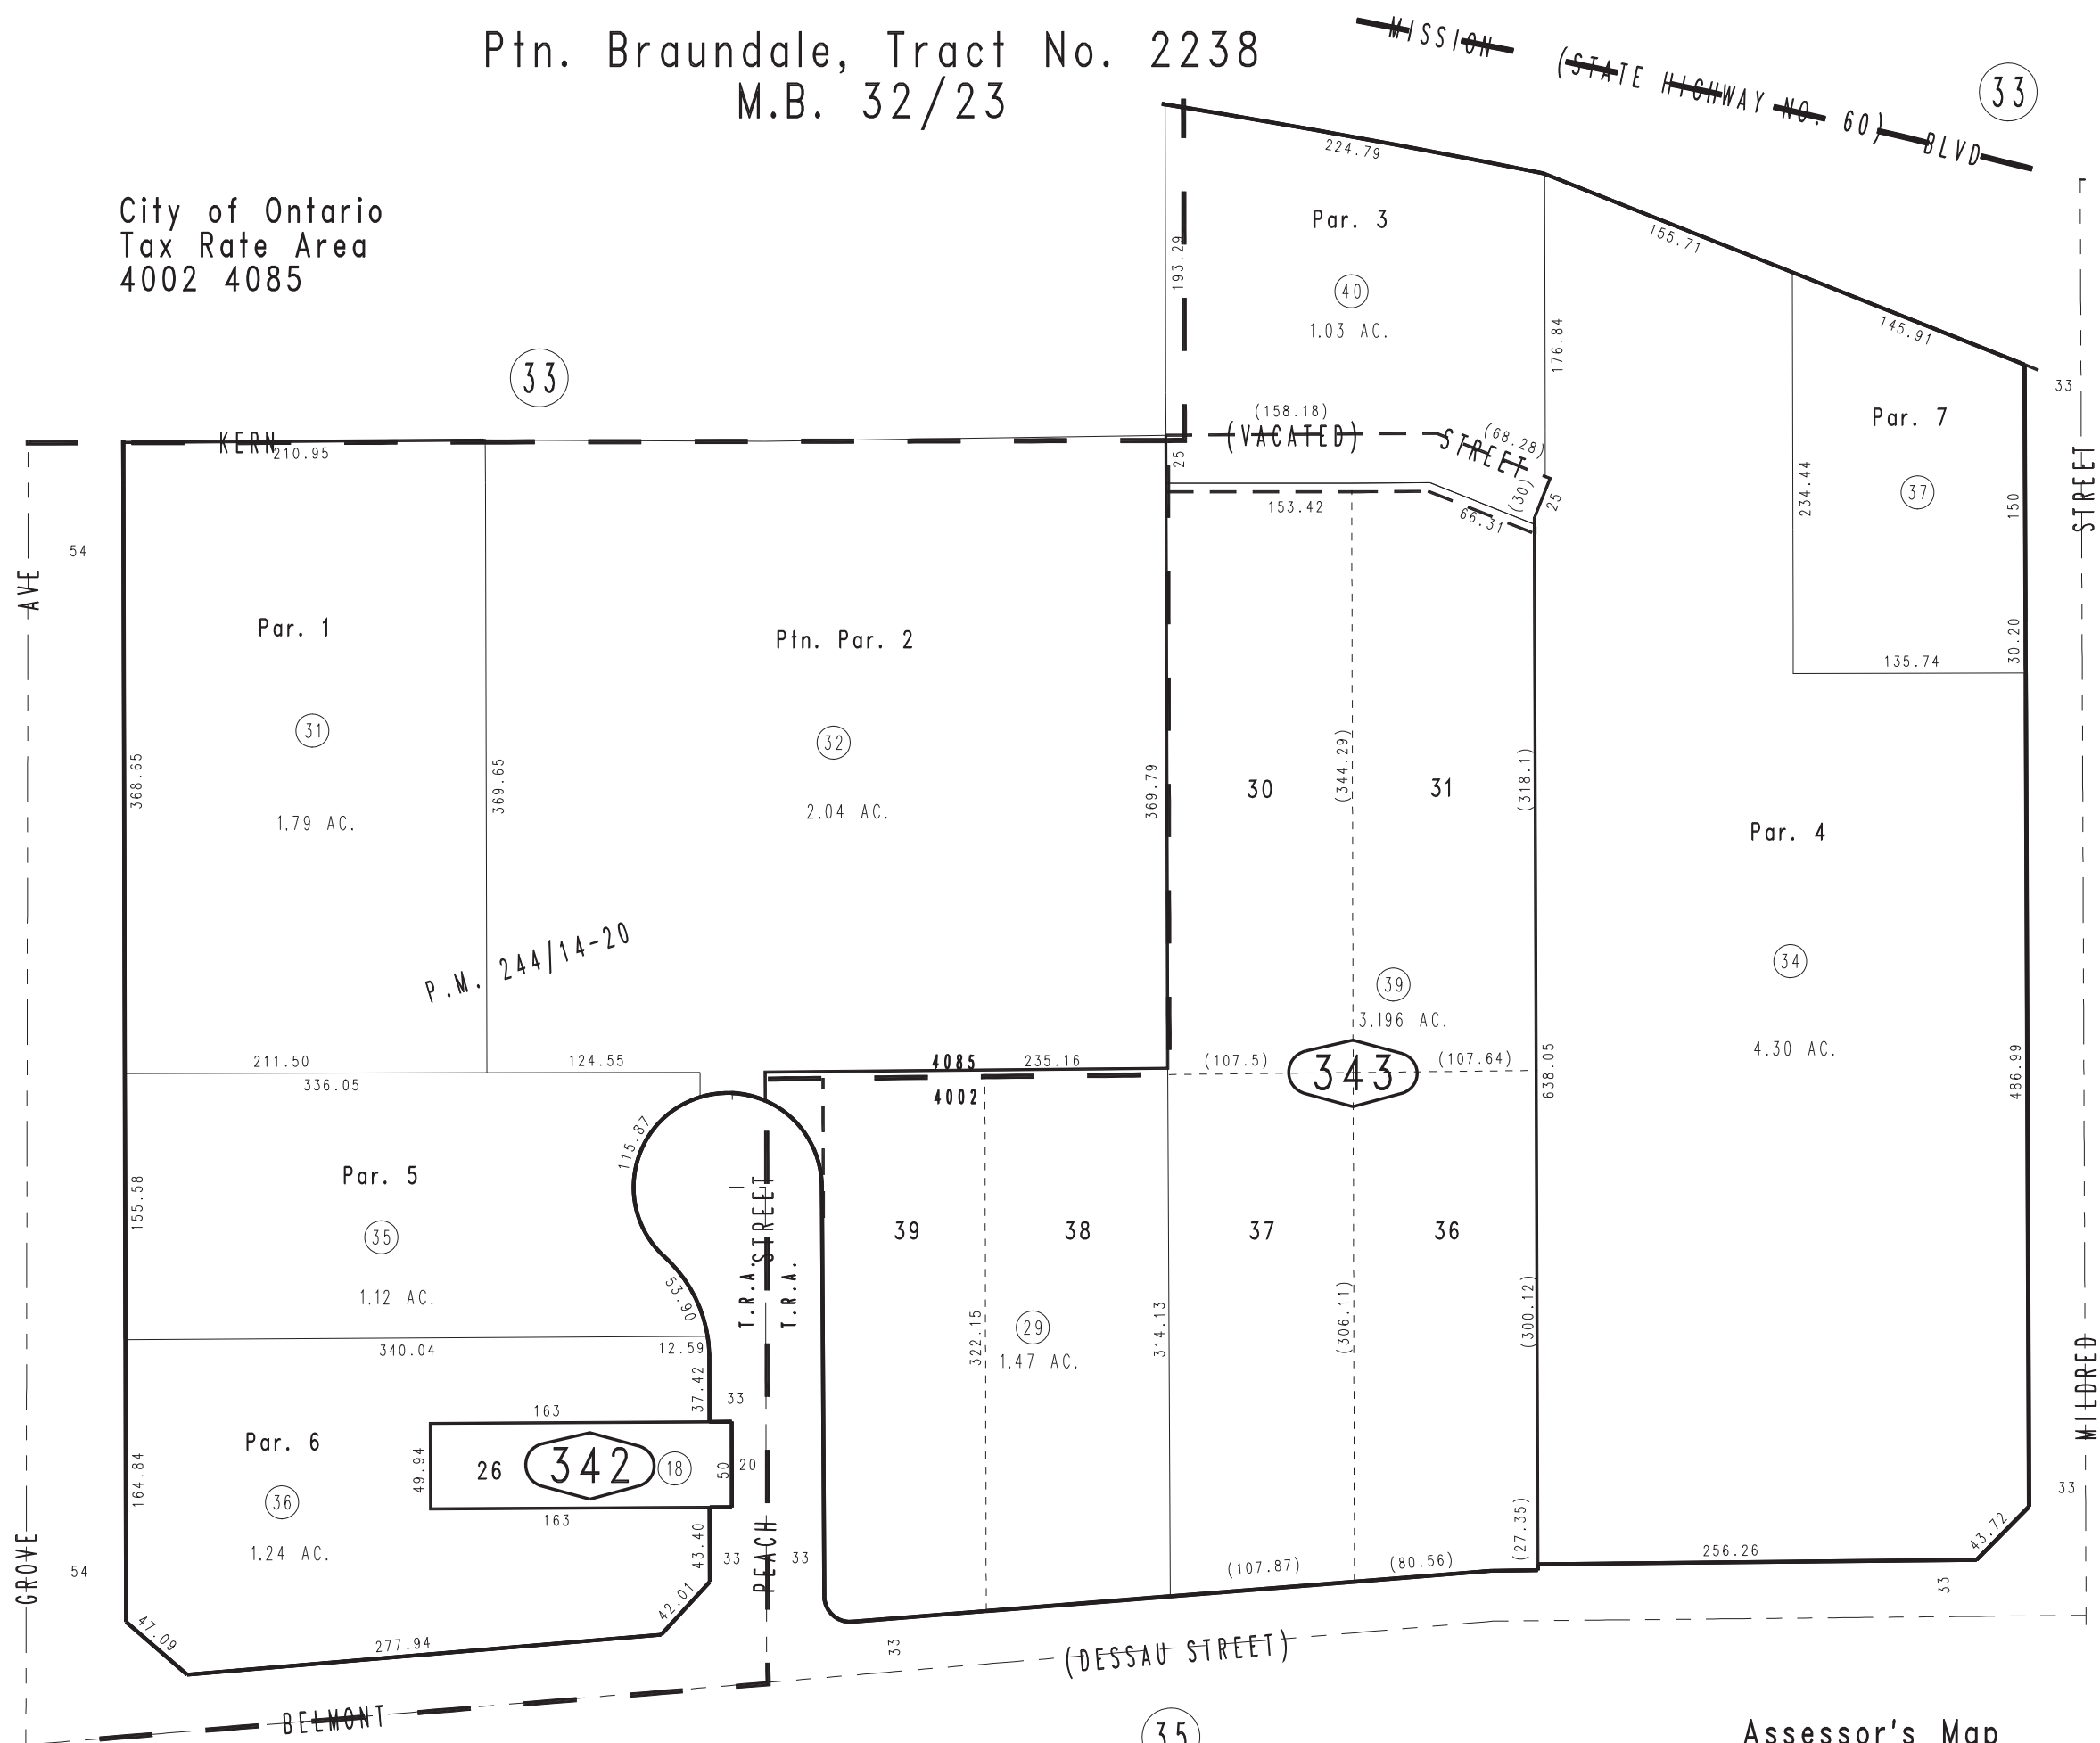 Ptn. Braundale, Tract No. 2238
M.B. 32/23
MISSION (STATE HIGHWAY NO. 60) BLVD
33
City of Ontario
Tax Rate Area
4002 4085
224.79
Par. 3
193.29
40
1.03 AC.
155.71
176.84
145.91
33
33
Par. 7
37
234.44
150
30.20
135.74
STREET
KERN
210.95
(158.18)
(VACATED) STREET
(68.28)
25
(30)
25
153.42
66.31
54
AVE
Par. 1
31
1.79 AC.
368.65
369.65
Ptn. Par. 2
32
2.04 AC.
369.79
P.M. 244/14-20
30
(344.29)
31
(318.1)
Par. 4
34
4.30 AC.
39
3.196 AC.
638.05
486.99
211.50
124.55
336.05
4085
235.16
4002
(107.5)
343
(107.64)
115.87
Par. 5
35
1.12 AC.
155.58
53.90
STREET
T.R.A.
T.R.A.
39
38
37
36
322.15
29
1.47 AC.
314.13
(306.11)
(300.12)
340.04
12.59
37.42
33
163
Par. 6
36
1.24 AC.
164.84
49.94
26
342
18
50
20
163
43.40
33
PEACH
33
42.01
47.09
277.94
54
GROVE
(107.87)
(80.56)
(27.35)
256.26
43.72
33
33
MILDRED
33
BELMONT
(DESSAU STREET)
35
Assessor's Map